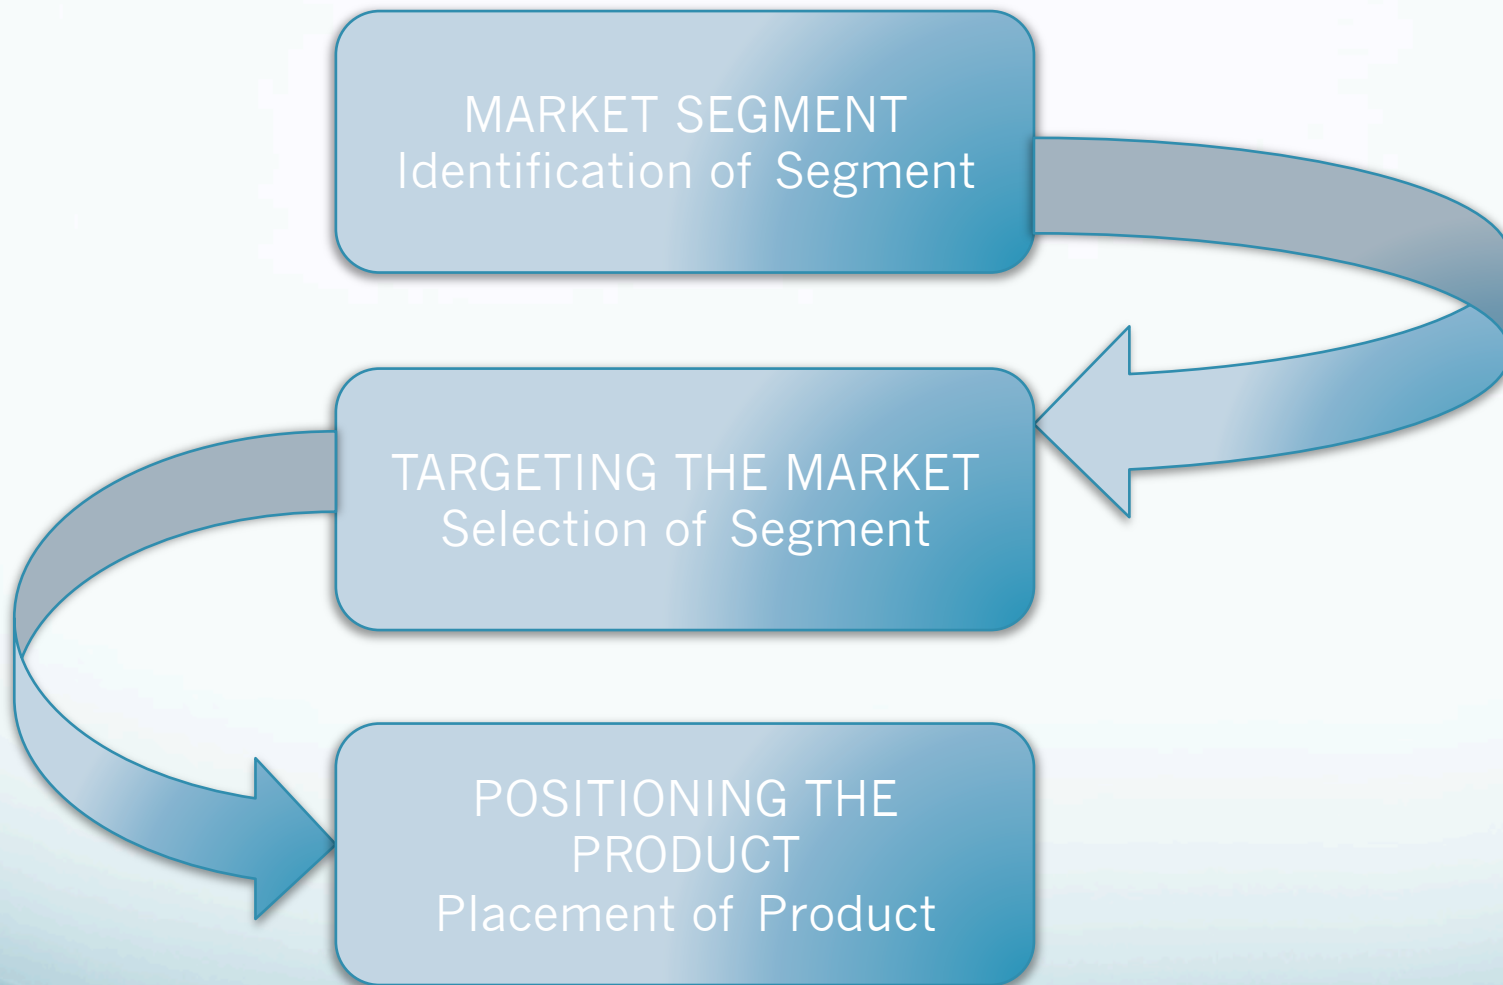 MARKET SEGMENT
Identification of Segment
TARGETING THE MARKET
Selection of Segment
POSITIONING THE
PRODUCT
Placement of Product